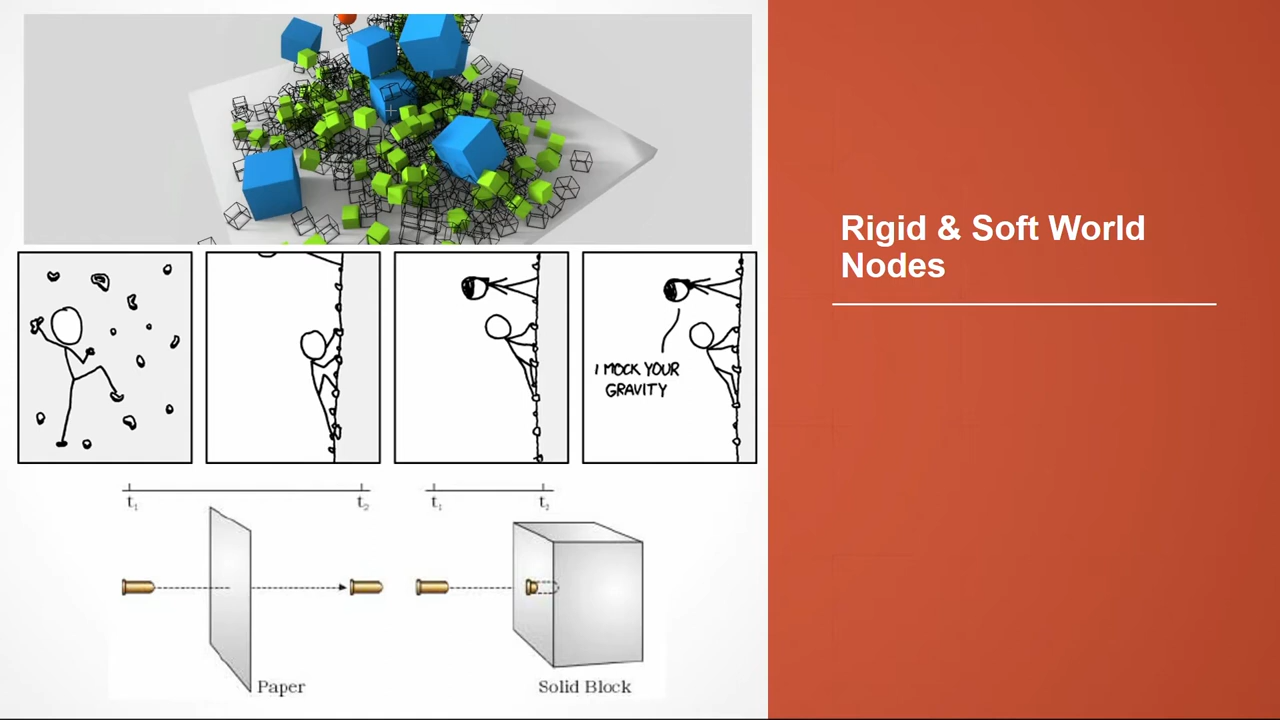 Rigid & Soft World
Nodes
I MOCK YOUR
GRAVITY
t₁ t₂ t₁ t₂
Paper
Solid Block